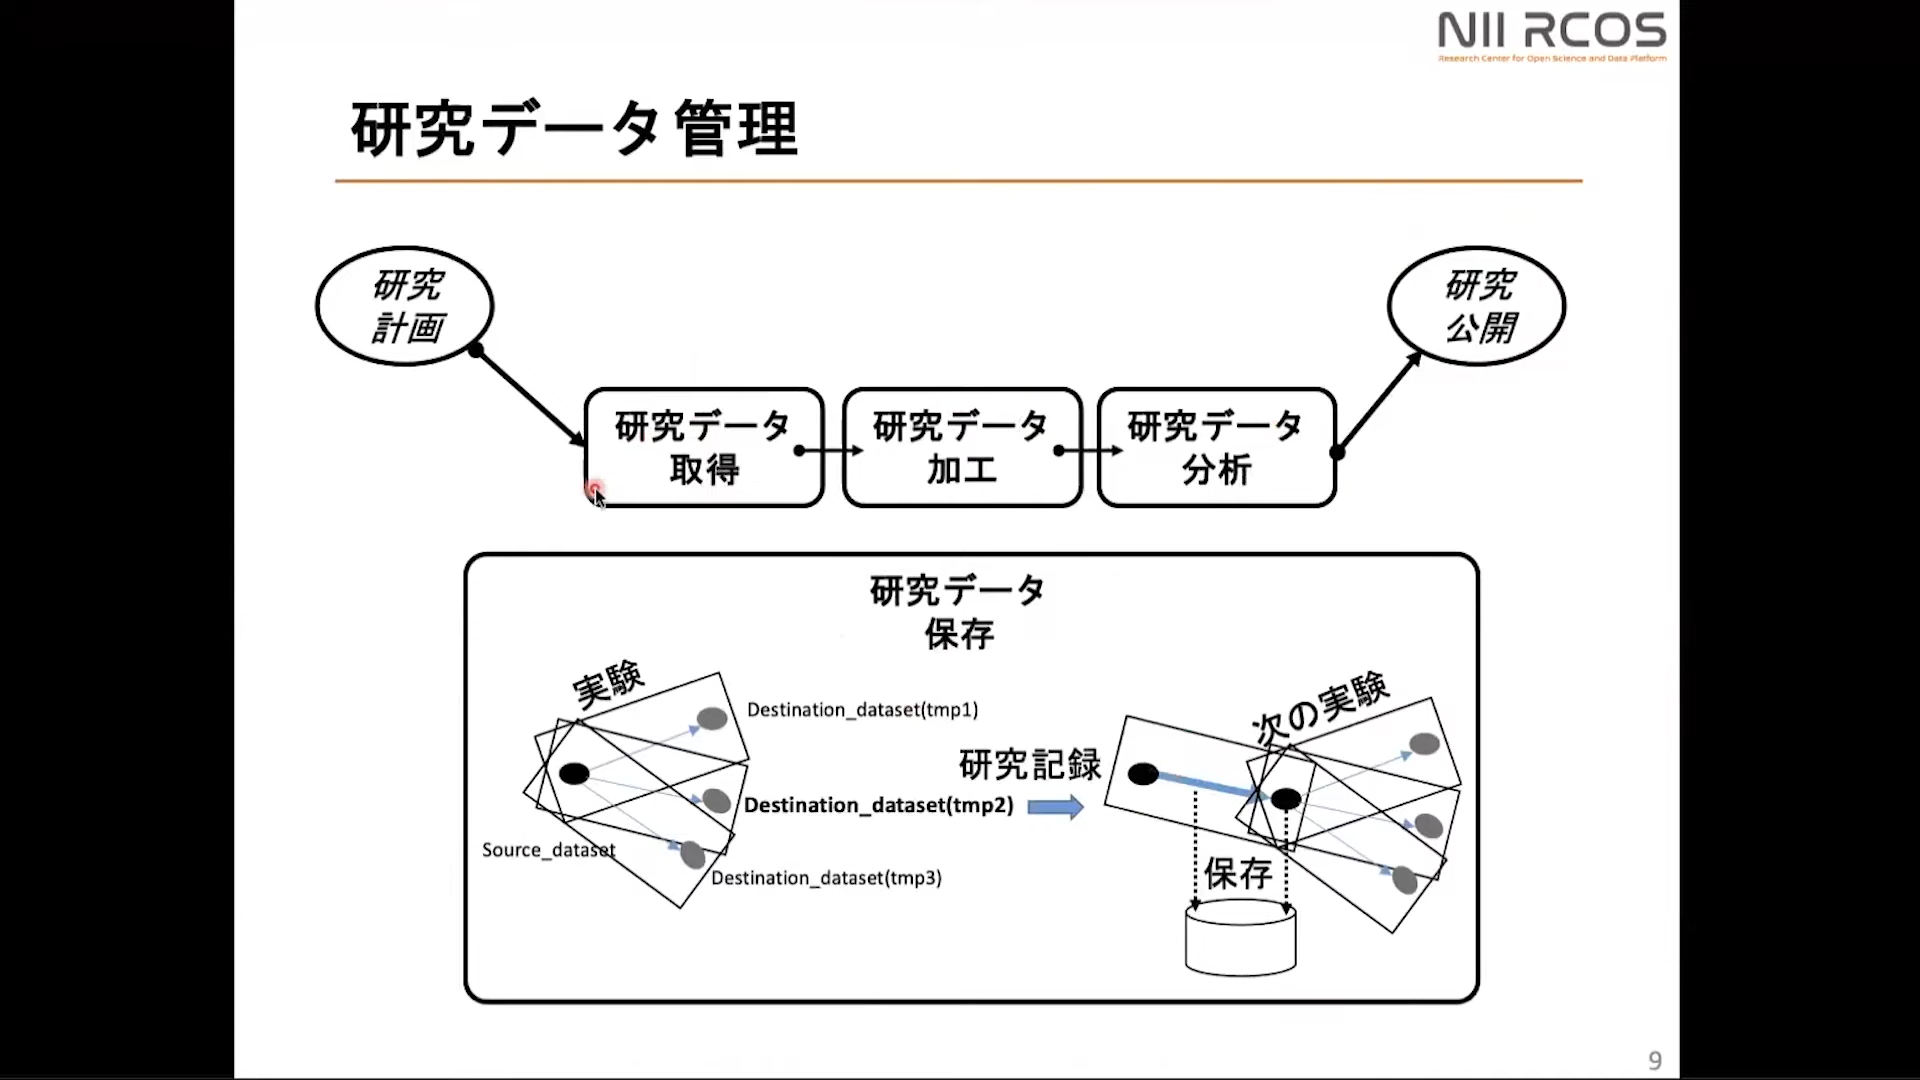 NII RCOS
Research Center for Open Science and Data Platform
研究データ管理
研究
計画
研究
公開
研究データ
取得
研究データ
加工
研究データ
分析
研究データ
保存
実験
Destination_dataset(tmp1)
Destination_dataset(tmp2)
Source_dataset
Destination_dataset(tmp3)
研究記録
次の実験
保存
9